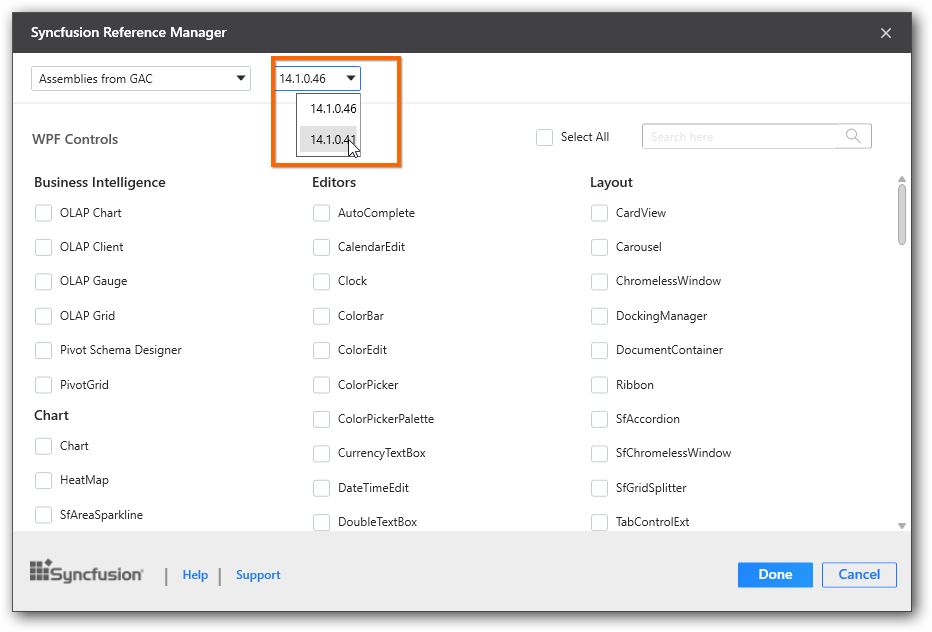 Syncfusion Reference Manager
Assemblies from GAC
14.1.0.46
14.1.0.46
14.1.0.41
WPF Controls
Select All
Search here
Business Intelligence
OLAP Chart
OLAP Client
OLAP Gauge
OLAP Grid
Pivot Schema Designer
PivotGrid
Chart
Chart
HeatMap
SfAreaSparkline
Editors
AutoComplete
CalendarEdit
Clock
ColorBar
ColorEdit
ColorPicker
ColorPickerPalette
CurrencyTextBox
DateTimeEdit
DoubleTextBox
Layout
CardView
Carousel
ChromelessWindow
DockingManager
DocumentContainer
Ribbon
SfAccordion
SfChromelessWindow
SfGridSplitter
TabControlExt
Syncfusion
Help
Support
Done
Cancel